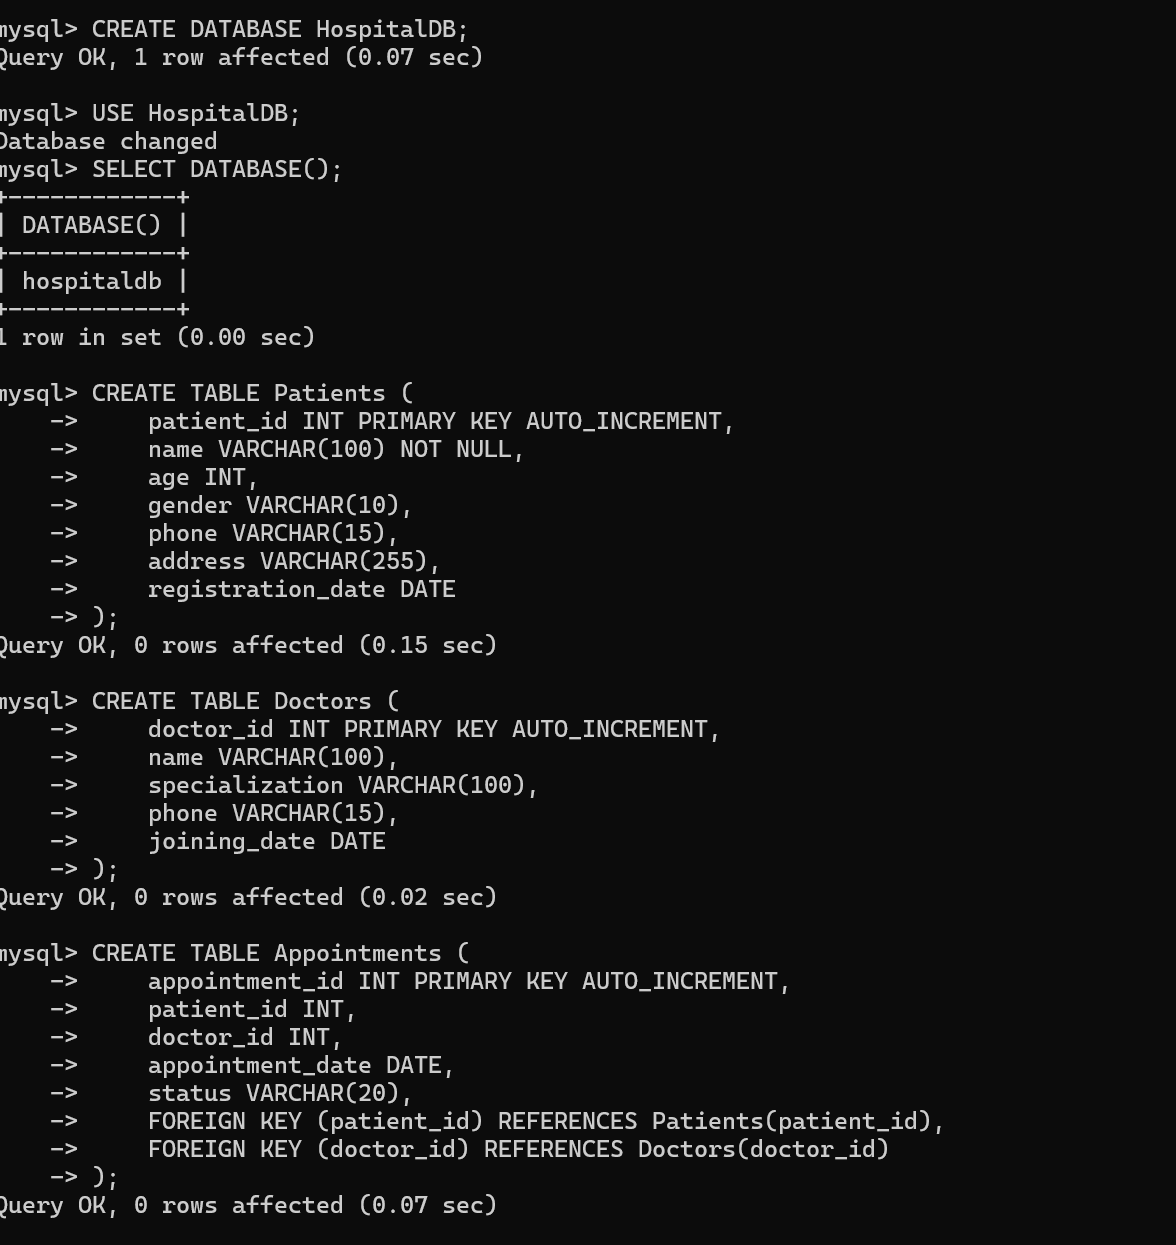 mysql> CREATE DATABASE HospitalDB;
Query OK, 1 row affected (0.07 sec)

mysql> USE HospitalDB;
Database changed
mysql> SELECT DATABASE();
+------------+
| DATABASE() |
+------------+
| hospitaldb |
+------------+
1 row in set (0.00 sec)

mysql> CREATE TABLE Patients (
    ->     patient_id INT PRIMARY KEY AUTO_INCREMENT,
    ->     name VARCHAR(100) NOT NULL,
    ->     age INT,
    ->     gender VARCHAR(10),
    ->     phone VARCHAR(15),
    ->     address VARCHAR(255),
    ->     registration_date DATE
    -> );
Query OK, 0 rows affected (0.15 sec)

mysql> CREATE TABLE Doctors (
    ->     doctor_id INT PRIMARY KEY AUTO_INCREMENT,
    ->     name VARCHAR(100),
    ->     specialization VARCHAR(100),
    ->     phone VARCHAR(15),
    ->     joining_date DATE
    -> );
Query OK, 0 rows affected (0.02 sec)

mysql> CREATE TABLE Appointments (
    ->     appointment_id INT PRIMARY KEY AUTO_INCREMENT,
    ->     patient_id INT,
    ->     doctor_id INT,
    ->     appointment_date DATE,
    ->     status VARCHAR(20),
    ->     FOREIGN KEY (patient_id) REFERENCES Patients(patient_id),
    ->     FOREIGN KEY (doctor_id) REFERENCES Doctors(doctor_id)
    -> );
Query OK, 0 rows affected (0.07 sec)